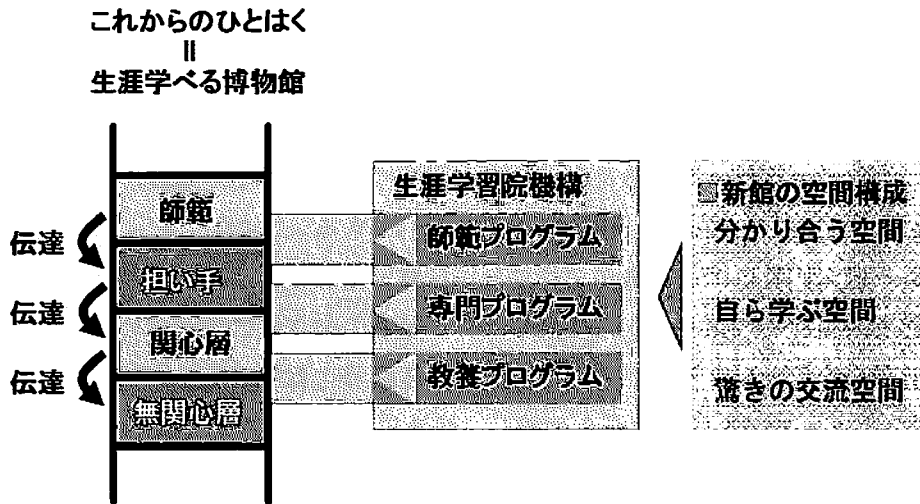 これからのひとはく
=
生涯学べる博物館
師範
担い手
関心層
無関心層
伝達
伝達
伝達
生涯学習院機構
師範プログラム
専門プログラム
教養プログラム
■新館の空間構成
分かり合う空間
自ら学ぶ空間
驚きの交流空間